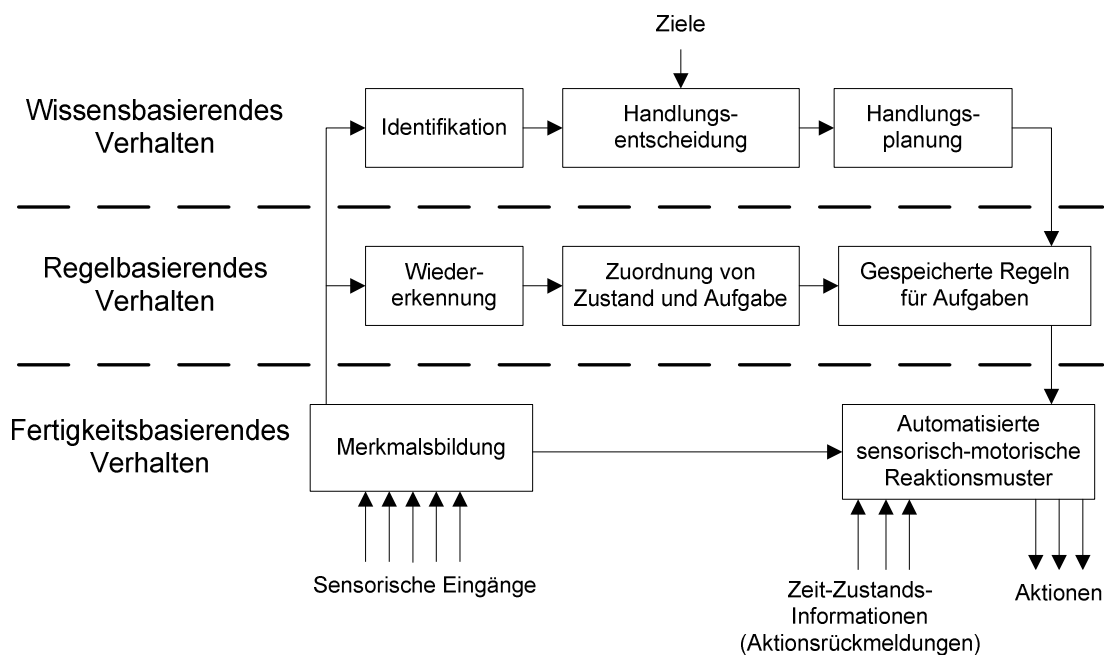 Ziele
Wissensbasierendes
Verhalten
Identifikation
Handlungs-
entscheidung
Handlungs-
planung
Regelbasierendes
Verhalten
Wieder-
erkennung
Zuordnung von
Zustand und Aufgabe
Gespeicherte Regeln
für Aufgaben
Fertigkeitsbasierendes
Verhalten
Merkmalsbildung
Automatisierte
sensorisch-motorische
Reaktionsmuster
Sensorische Eingänge
Zeit-Zustands-
Informationen
(Aktionsrückmeldungen)
Aktionen